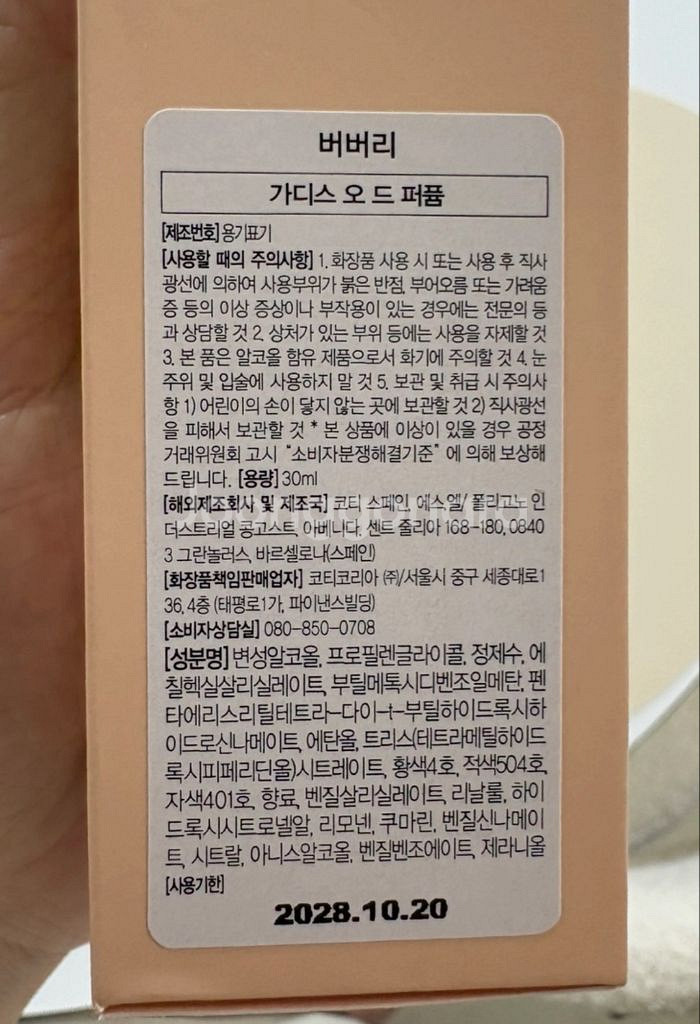 버버리
가디스 오 드 퍼퓸
[제조번호]용기표기
[사용할 때의 주의사항] 1. 화장품 사용 시 또는 사용 후 직사
광선에 의하여 사용부위가 붉은 반점, 부어오름 또는 가려움
증 등의 이상 증상이나 부작용이 있는 경우에는 전문의 등
과 상담할 것 2. 상처가 있는 부위 등에는 사용을 자제할 것
3. 본 품은 알코올 함유 제품으로서 화기에 주의할 것 4. 눈
주위 및 입술에 사용하지 말 것 5. 보관 및 취급 시 주의사
항 1) 어린이의 손이 닿지 않는 곳에 보관할 것 2) 직사광선
을 피해서 보관할 것 * 본 상품에 이상이 있을 경우 공정
거래위원회 고시 “소비자분쟁해결기준” 에 의해 보상해
드립니다. [용량] 30ml
[해외제조회사 및 제조국] 코티 스페인, 에스.엘/ 폴리고노 인
더스트리얼 콩고스트, 아베니다, 센트 줄리아 168-180, 0840
3 그란놀러스, 바르셀로나(스페인)
[화장품책임판매업자] 코티코리아 ㈜/서울시 중구 세종대로1
36, 4층 (태평로1가, 파이낸스빌딩)
[소비자상담실] 080-850-0708
[성분명] 변성알코올, 프로필렌글라이콜, 정제수, 에
칠헥실살리실레이트, 부틸메톡시디벤조일메탄, 펜
타에리스리틸테트라-다이-t-부틸하이드록시하
이드로신나메이트, 에탄올, 트리스(테트라메틸하이드
록시피페리딘올)시트레이트, 황색4호, 적색504호,
자색401호, 향료, 벤질살리실레이트, 리날룰, 하이
드록시시트로넬알, 리모넨, 쿠마린, 벤질신나메이
트, 시트랄, 아니스알코올, 벤질벤조에이트, 제라니올
[사용기한]
2028.10.20